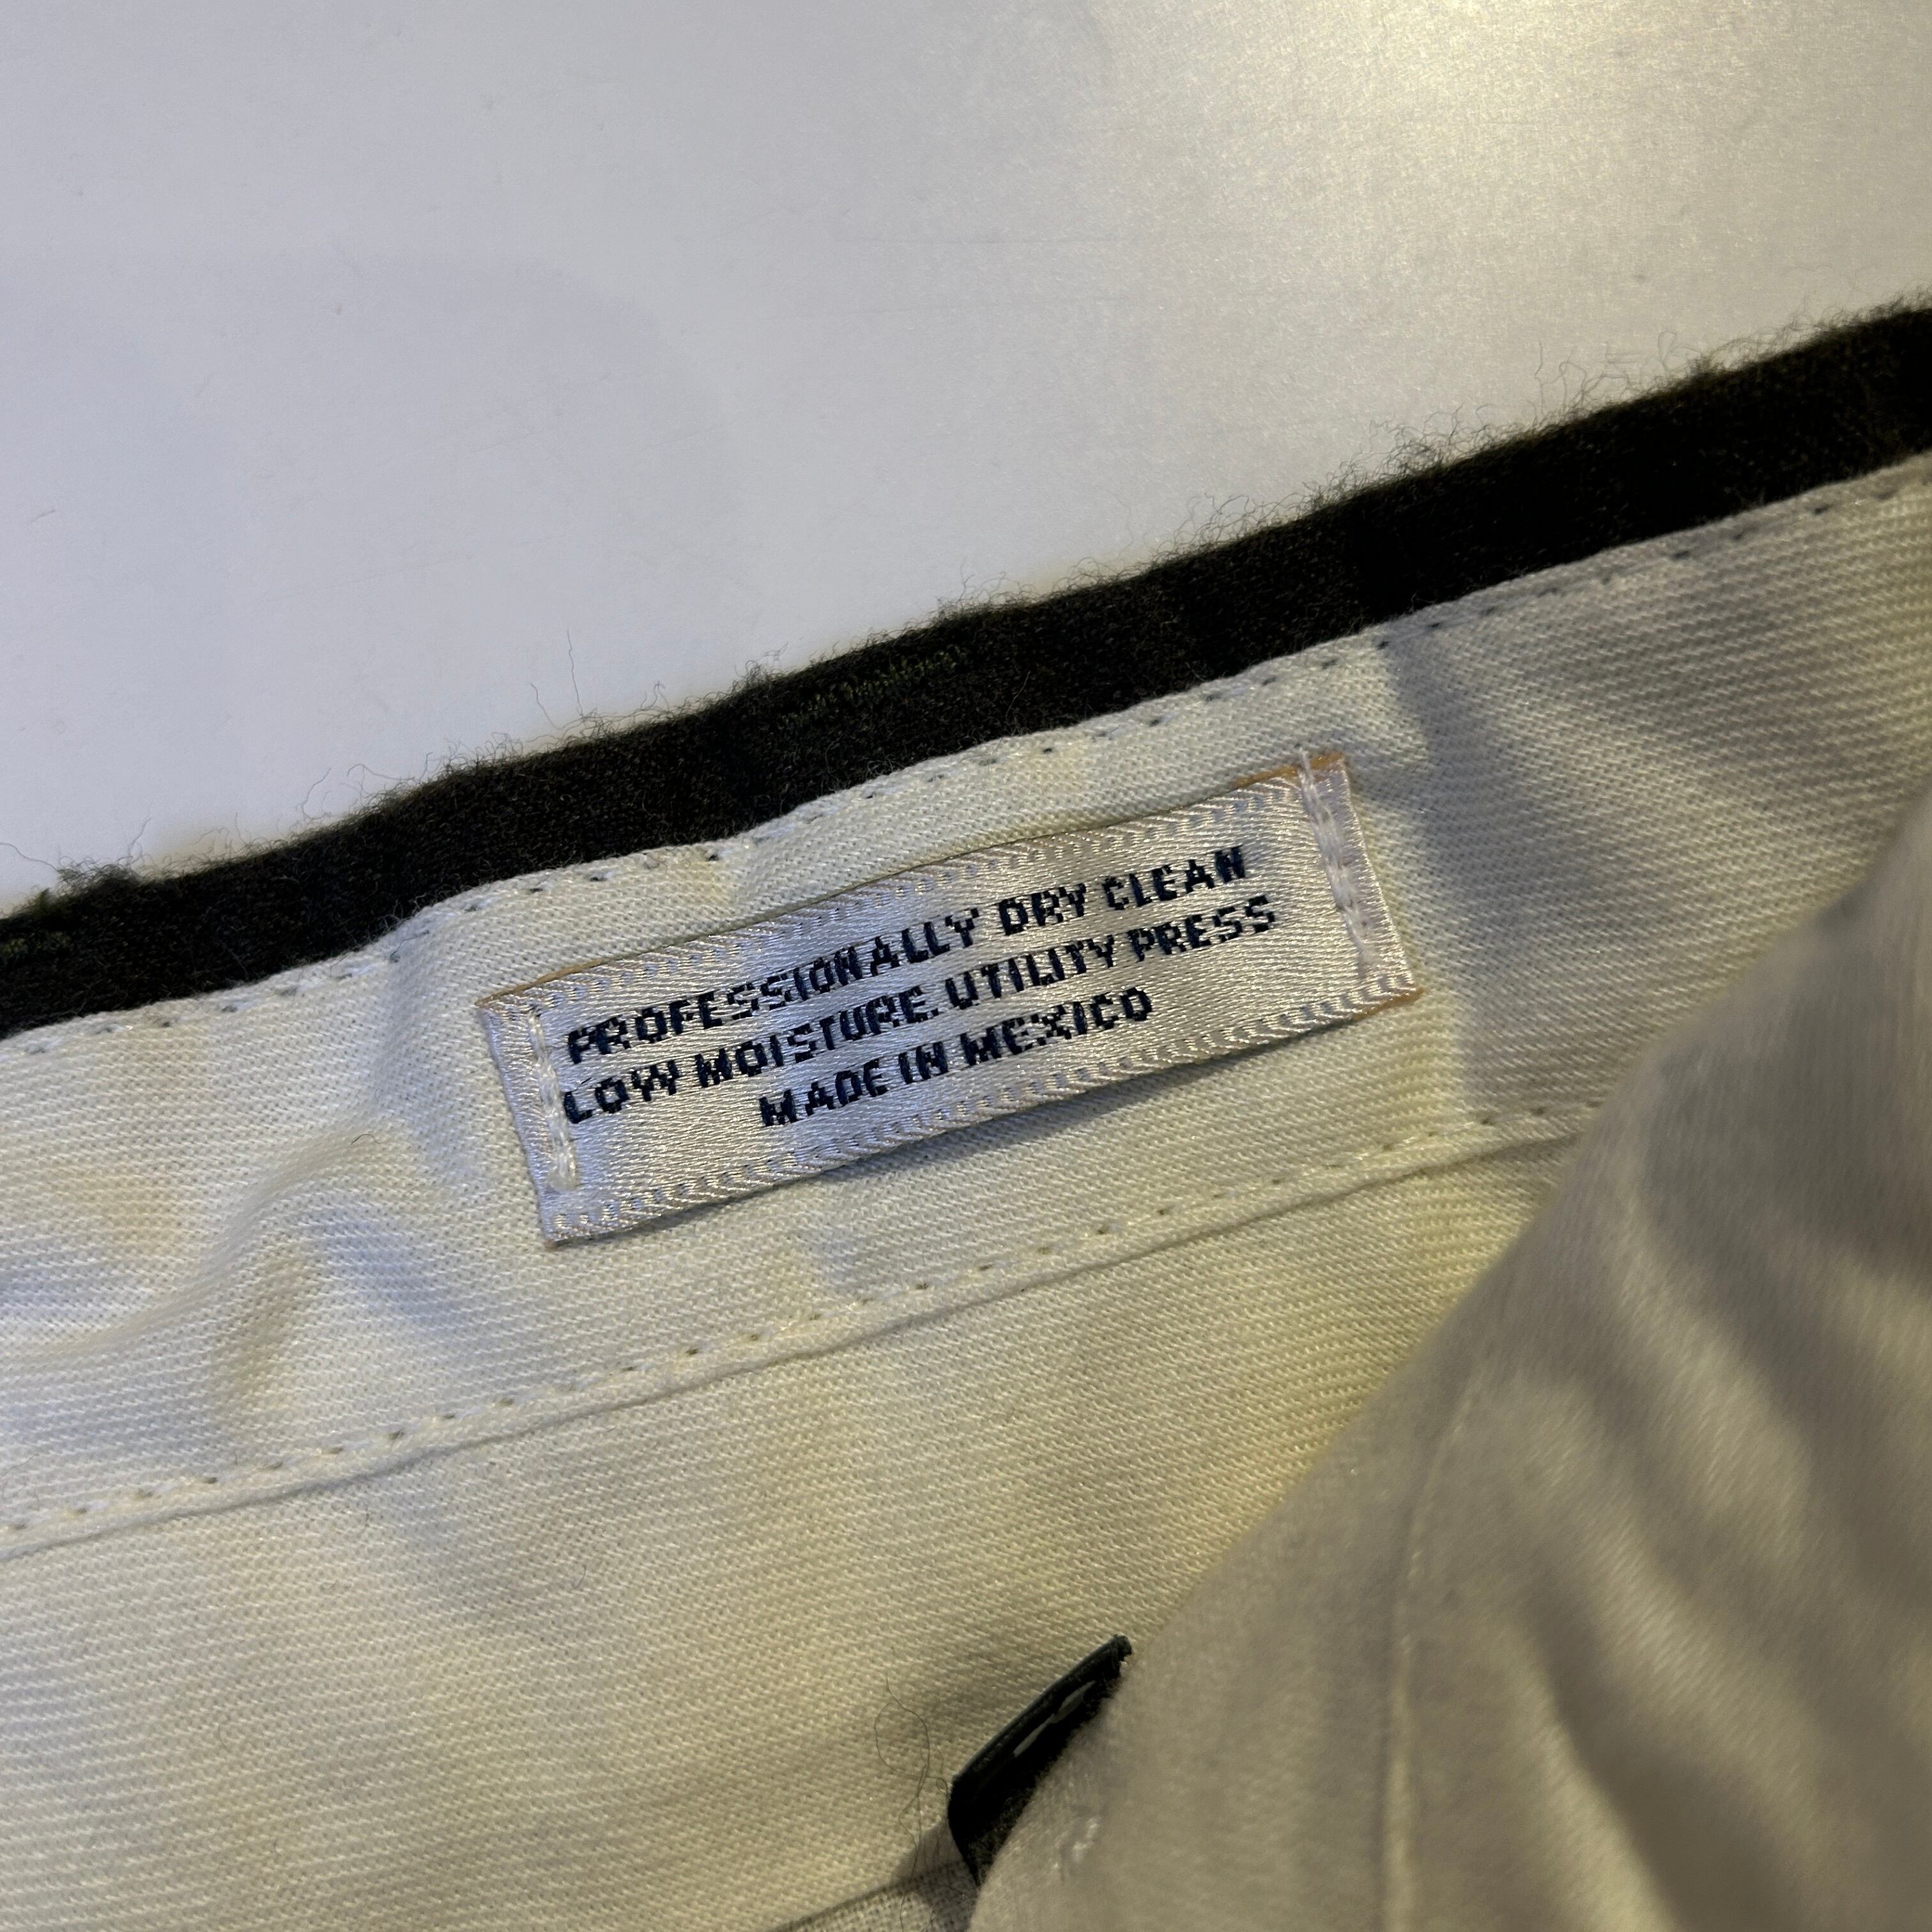 PROFESSIONALLY DRY CLEAN
LOW MOISTURE. UTILITY PRESS
MADE IN MEXICO